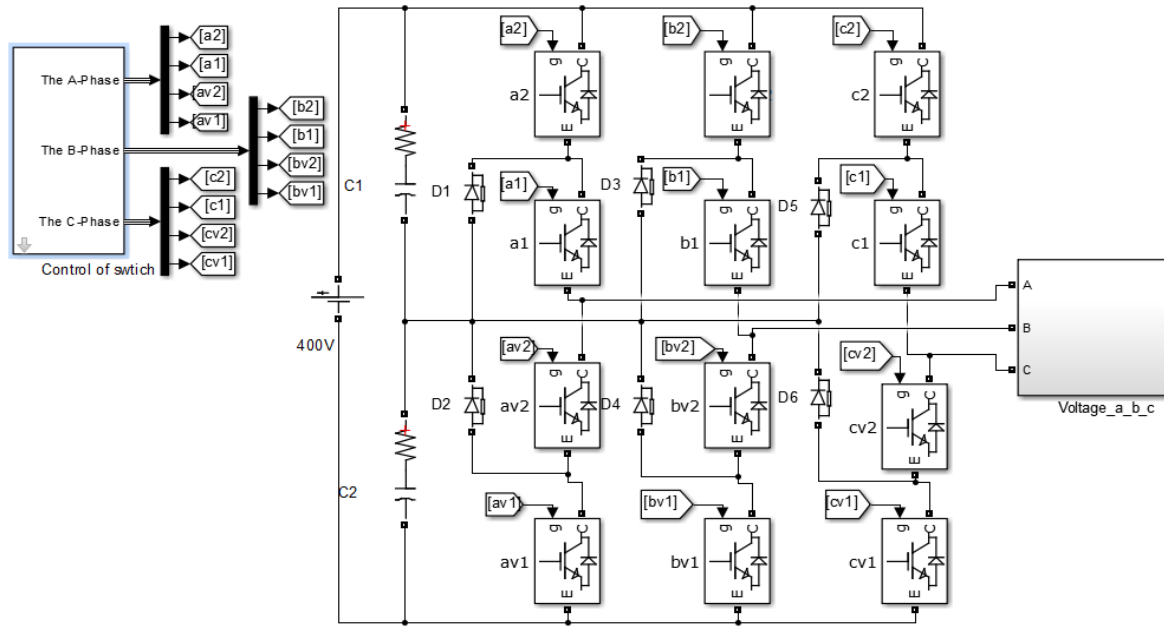 The A-Phase
The B-Phase
The C-Phase
Control of swtich
[a2]
[a1]
[av2]
[av1]
[b2]
[b1]
[bv2]
[bv1]
[c2]
[c1]
[cv2]
[cv1]
C1
400V
C2
[a2]
g
C
a2
E
[b2]
g
C
E
[c2]
g
C
c2
E
D1
[a1]
g
C
a1
E
D3
[b1]
g
C
b1
E
D5
[c1]
g
C
c1
E
A
B
C
Voltage_a_b_c
D2
[av2]
g
C
av2
E
D4
[bv2]
g
C
bv2
E
D6
[cv2]
g
C
cv2
E
[av1]
g
C
av1
E
[bv1]
g
C
bv1
E
[cv1]
g
C
cv1
E